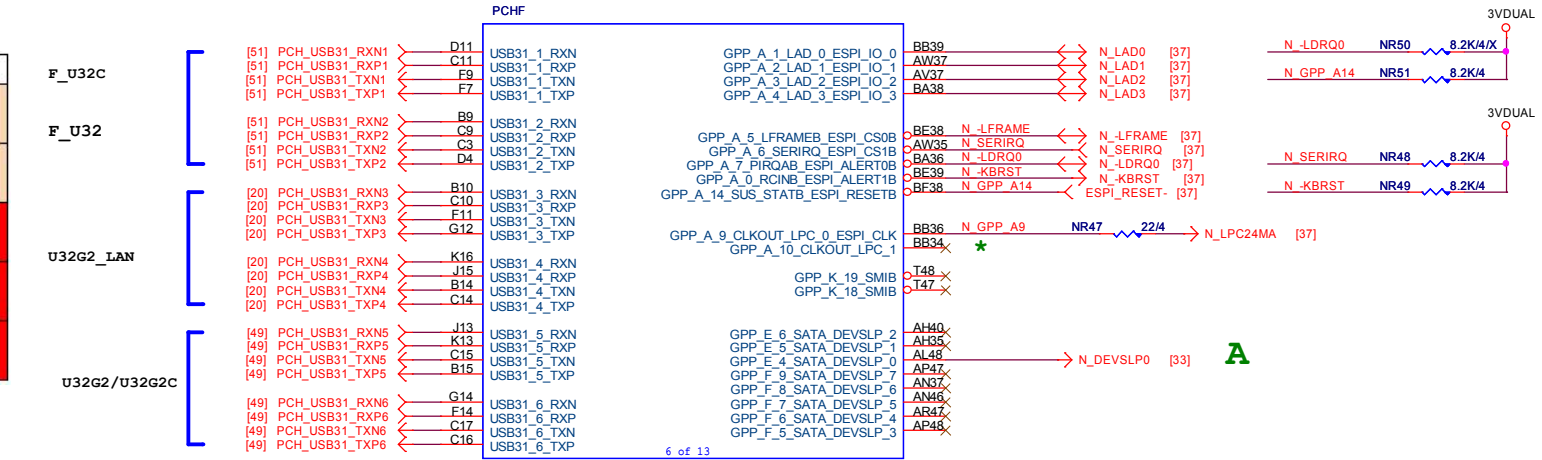 PCHF
3VDUAL
[51] PCH_USB31_RXN1 D11 USB31_1_RXN GPP_A_1_LAD_0_ESPI_IO_0 BB39 N_LAD0 [37] N_-LDRQ0 NR50 8.2K/4/X
[51] PCH_USB31_RXP1 C11 USB31_1_RXP GPP_A_2_LAD_1_ESPI_IO_1 AW37 N_LAD1 [37]
F_U32C
[51] PCH_USB31_TXN1 F9 USB31_1_TXN GPP_A_3_LAD_2_ESPI_IO_2 AV37 N_LAD2 [37] N_GPP_A14 NR51 8.2K/4
[51] PCH_USB31_TXP1 F7 USB31_1_TXP GPP_A_4_LAD_3_ESPI_IO_3 BA38 N_LAD3 [37]
3VDUAL
[51] PCH_USB31_RXN2 B9 USB31_2_RXN
F_U32
[51] PCH_USB31_RXP2 C9 USB31_2_RXP GPP_A_5_LFRAMEB_ESPI_CS0B BE38 N_-LFRAME N_-LFRAME [37]
[51] PCH_USB31_TXN2 C3 USB31_2_TXN GPP_A_6_SERIRQ_ESPI_CS1B AW35 N_SERIRQ N_SERIRQ [37]
[51] PCH_USB31_TXP2 D4 USB31_2_TXP GPP_A_7_PIRQAB_ESPI_ALERT0B BA36 N_-LDRQ0 N_-LDRQ0 [37] N_SERIRQ NR48 8.2K/4
GPP_A_0_RCINB_ESPI_ALERT1B BE39 N_-KBRST N_-KBRST [37]
[20] PCH_USB31_RXN3 B10 USB31_3_RXN GPP_A_14_SUS_STATB_ESPI_RESETB BF38 N_GPP_A14 ESPI_RESET- [37] N_-KBRST NR49 8.2K/4
[20] PCH_USB31_RXP3 C10 USB31_3_RXP
[20] PCH_USB31_TXN3 F11 USB31_3_TXN
[20] PCH_USB31_TXP3 G12 USB31_3_TXP GPP_A_9_CLKOUT_LPC_0_ESPI_CLK BB36 N_GPP_A9 NR47 22/4 N_LPC24MA [37]
GPP_A_10_CLKOUT_LPC_1 BB34 *
U32G2_LAN
[20] PCH_USB31_RXN4 K16 USB31_4_RXN
[20] PCH_USB31_RXP4 J15 USB31_4_RXP GPP_K_19_SMIB T48
[20] PCH_USB31_TXN4 B14 USB31_4_TXN GPP_K_18_SMIB T47
[20] PCH_USB31_TXP4 C14 USB31_4_TXP
[49] PCH_USB31_RXN5 J13 USB31_5_RXN GPP_E_6_SATA_DEVSLP_2 AH40
[49] PCH_USB31_RXP5 K13 USB31_5_RXP GPP_E_5_SATA_DEVSLP_1 AH35
[49] PCH_USB31_TXN5 C15 USB31_5_TXN GPP_E_4_SATA_DEVSLP_0 AL48 N_DEVSLP0 [33] A
[49] PCH_USB31_TXP5 B15 USB31_5_TXP GPP_F_9_SATA_DEVSLP_7 AP47
U32G2/U32G2C
GPP_F_8_SATA_DEVSLP_6 AN37
[49] PCH_USB31_RXN6 G14 USB31_6_RXN GPP_F_7_SATA_DEVSLP_5 AN46
[49] PCH_USB31_RXP6 F14 USB31_6_RXP GPP_F_6_SATA_DEVSLP_4 AR47
[49] PCH_USB31_TXN6 C17 USB31_6_TXN GPP_F_5_SATA_DEVSLP_3 AP48
[49] PCH_USB31_TXP6 C16 USB31_6_TXP
6 of 13